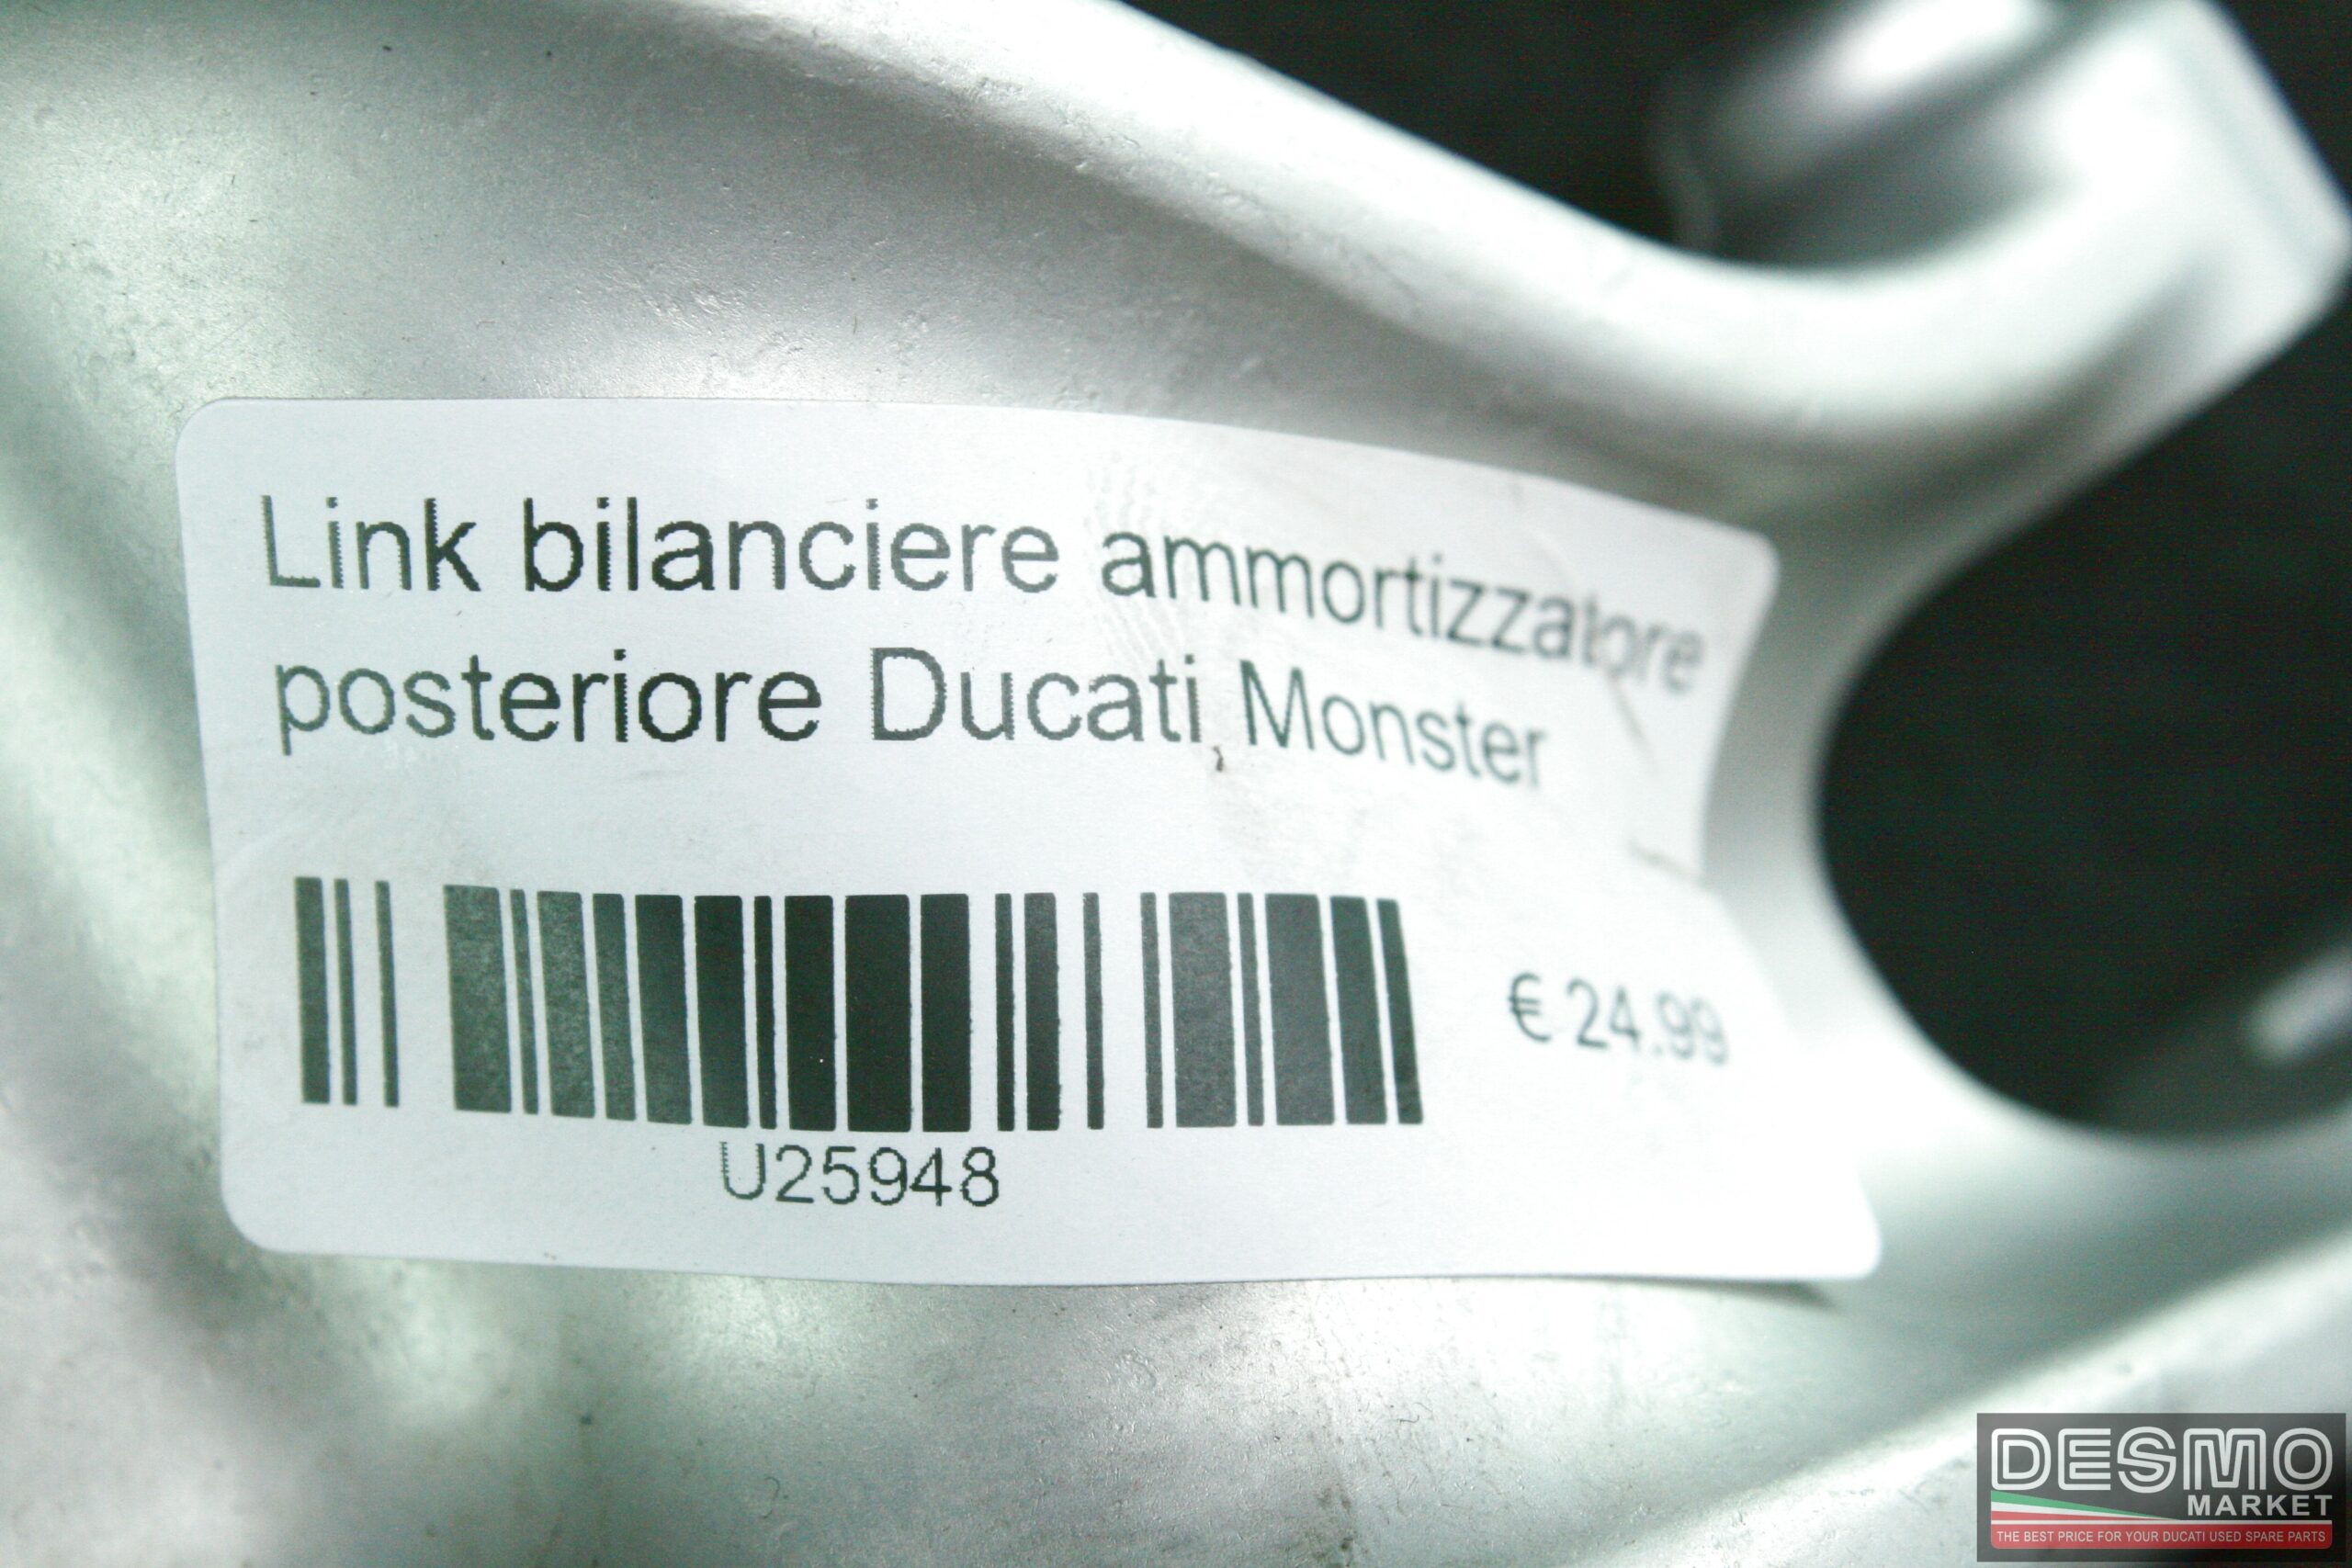 Link bilanciere ammortizzatore
posteriore Ducati Monster
€ 24.99
U25948
DESMO
MARKET
THE BEST PRICE FOR YOUR DUCATI USED SPARE PARTS